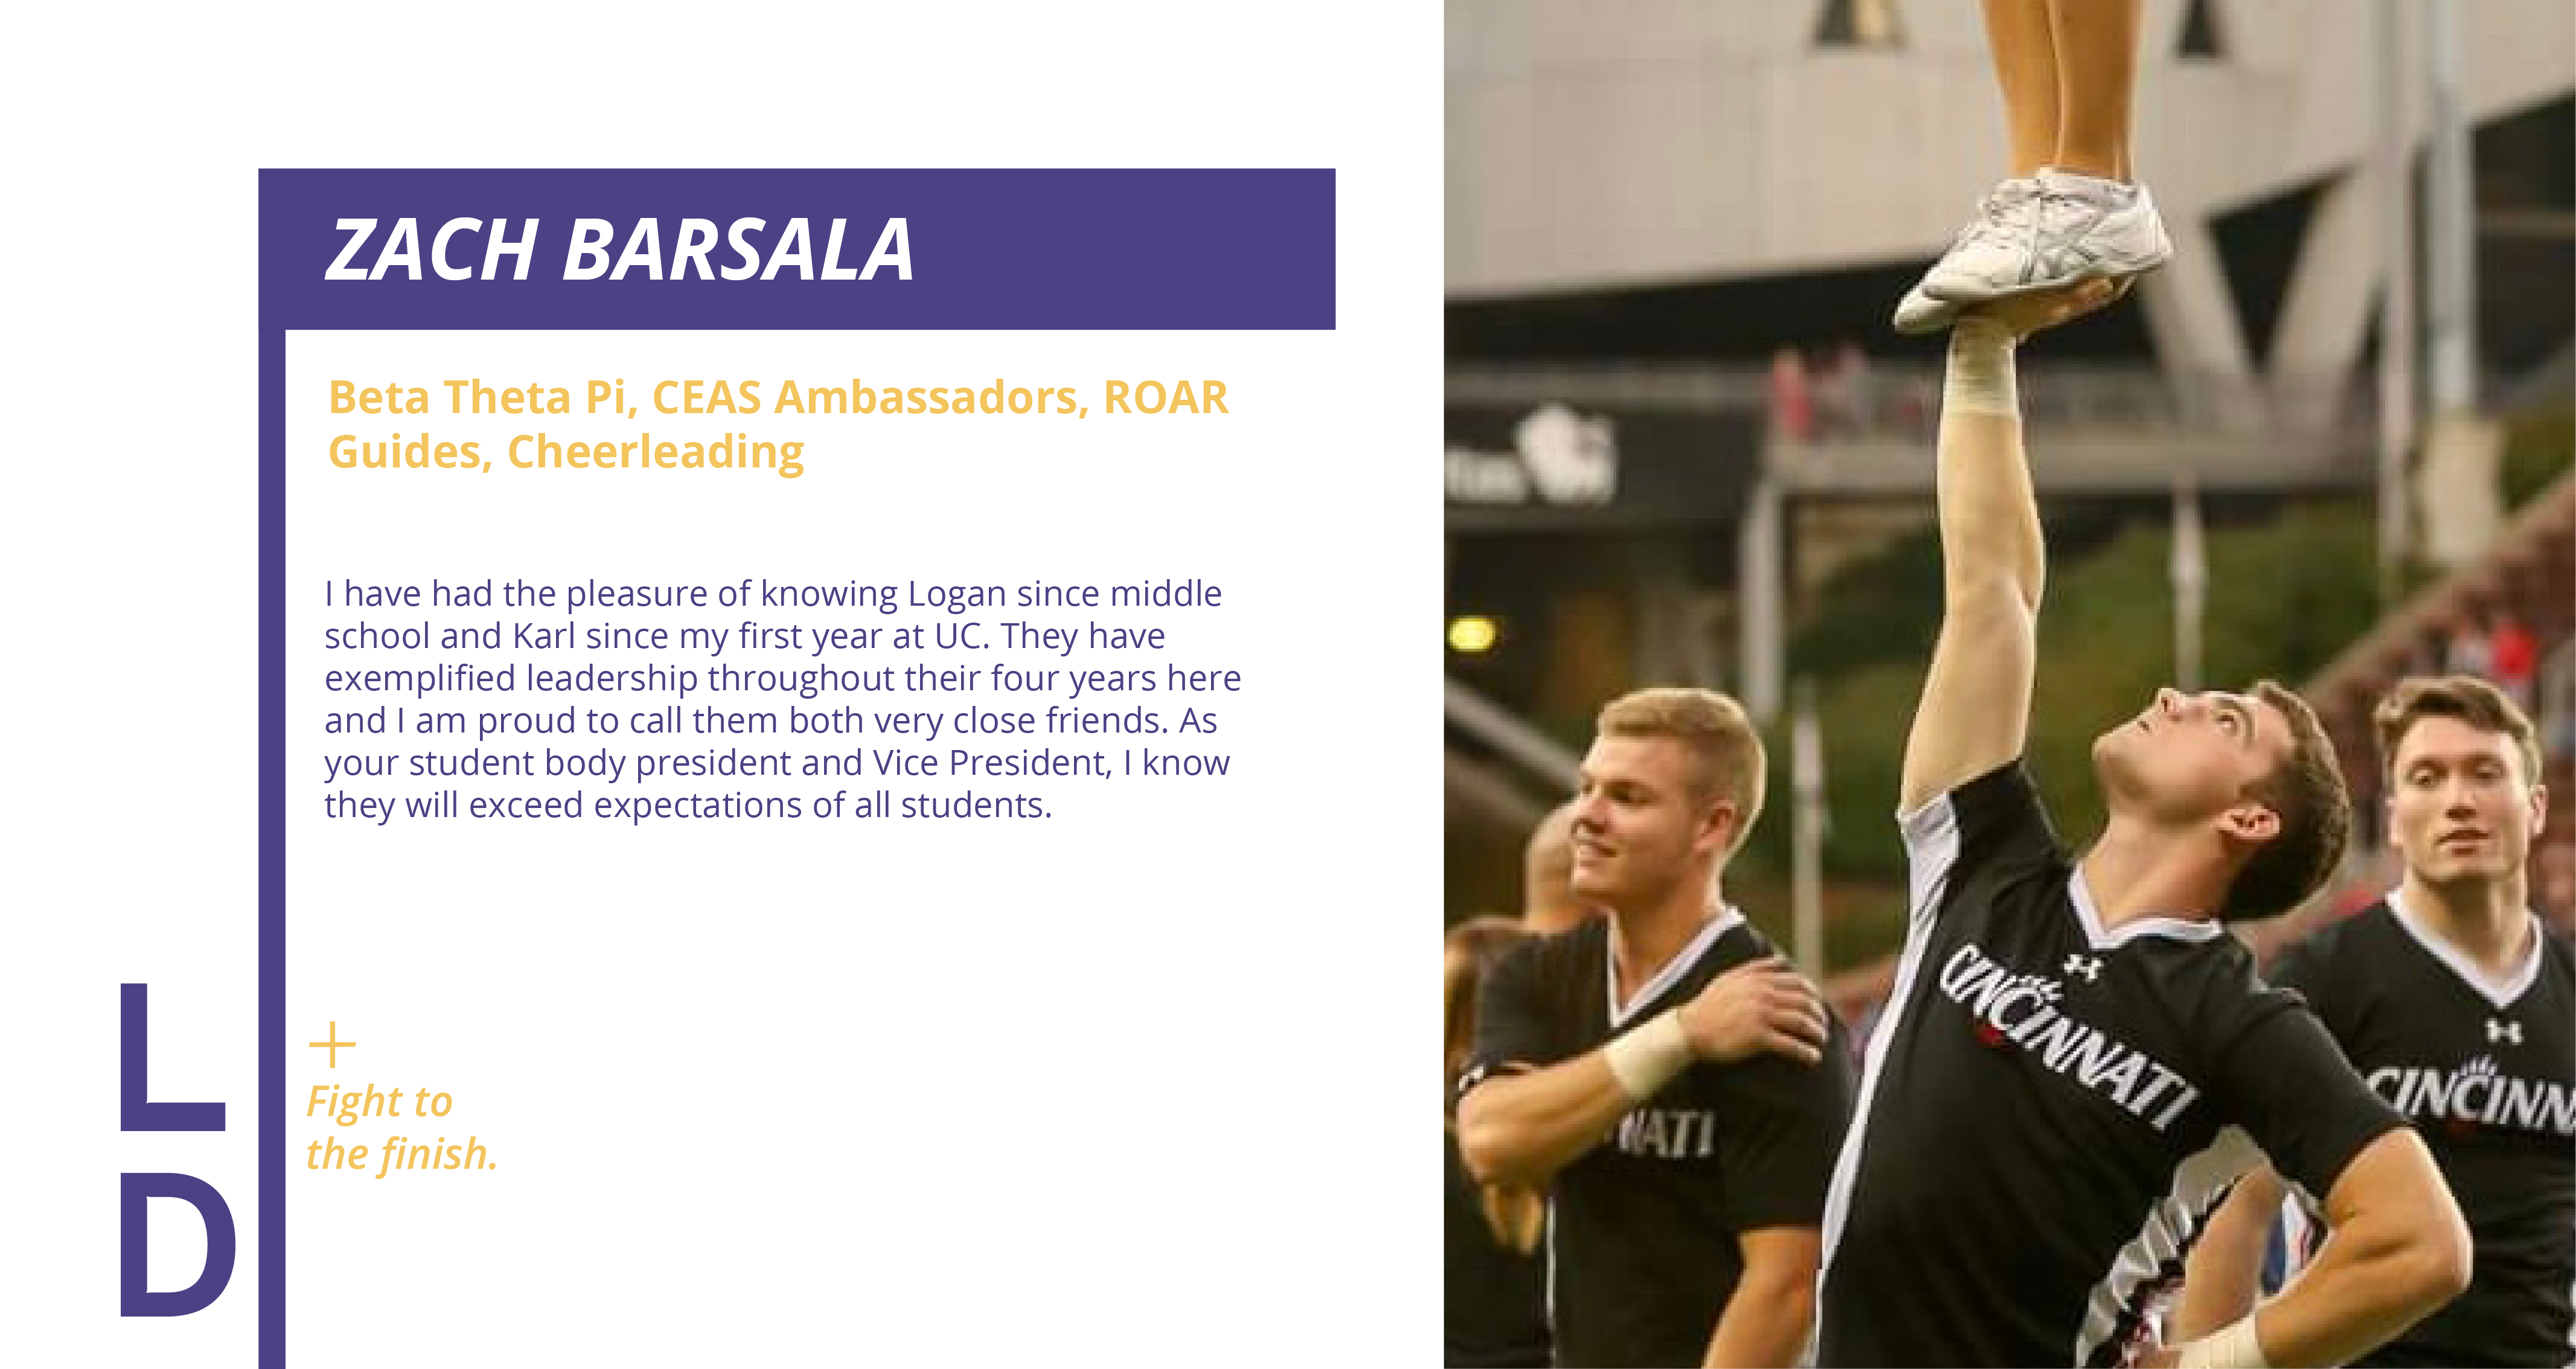 ZACH BARSALA
Beta Theta Pi, CEAS Ambassadors, ROAR
Guides, Cheerleading
I have had the pleasure of knowing Logan since middle
school and Karl since my first year at UC. They have
exemplified leadership throughout their four years here
and I am proud to call them both very close friends. As
your student body president and Vice President, I know
they will exceed expectations of all students.
L
D
+
Fight to
the finish.
NATI
CINCINNATI
CINCINN